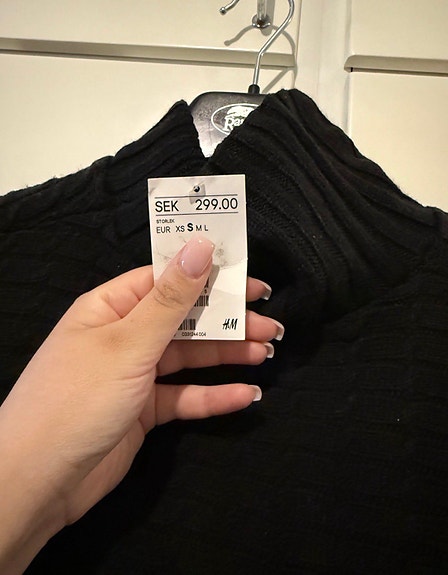 SEK 299.00
STORLEK
EUR XS S M L
H&M